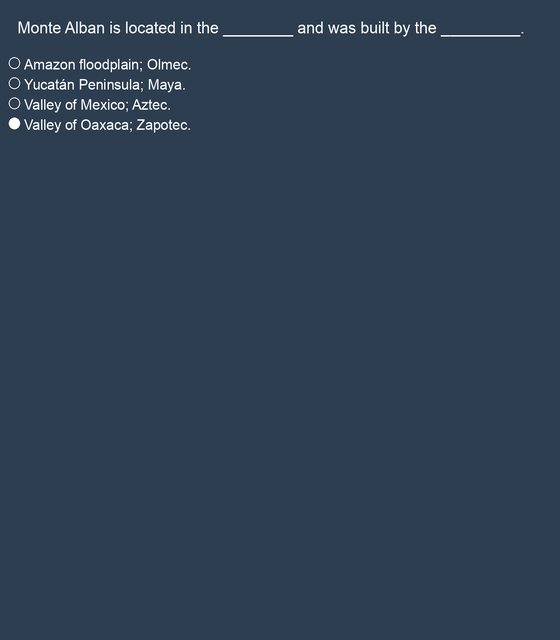 Monte Alban is located in the ________ and was built by the _________.
Amazon floodplain; Olmec.
Yucatán Peninsula; Maya.
Valley of Mexico; Aztec.
Valley of Oaxaca; Zapotec.